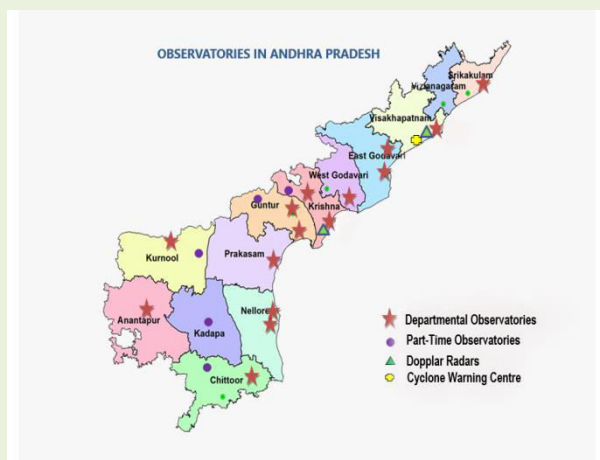 OBSERVATORIES IN ANDHRA PRADESH
Srikakulam
Vizianagaram
Visakhapatnam
East Godavari
West Godavari
Guntur
Krishna
Prakasam
Kurnool
Nellore
Anantapur
Kadapa
Chittoor
Departmental Observatories
Part-Time Observatories
Dopplar Radars
Cyclone Warning Centre